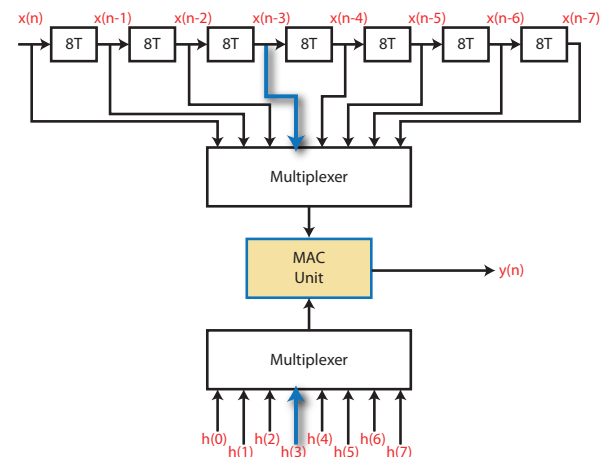 x(n) x(n-1) x(n-2) x(n-3) x(n-4) x(n-5) x(n-6) x(n-7)
8T 8T 8T 8T 8T 8T 8T
Multiplexer
MAC
Unit
y(n)
Multiplexer
h(0) h(1) h(2) h(3) h(4) h(5) h(6) h(7)